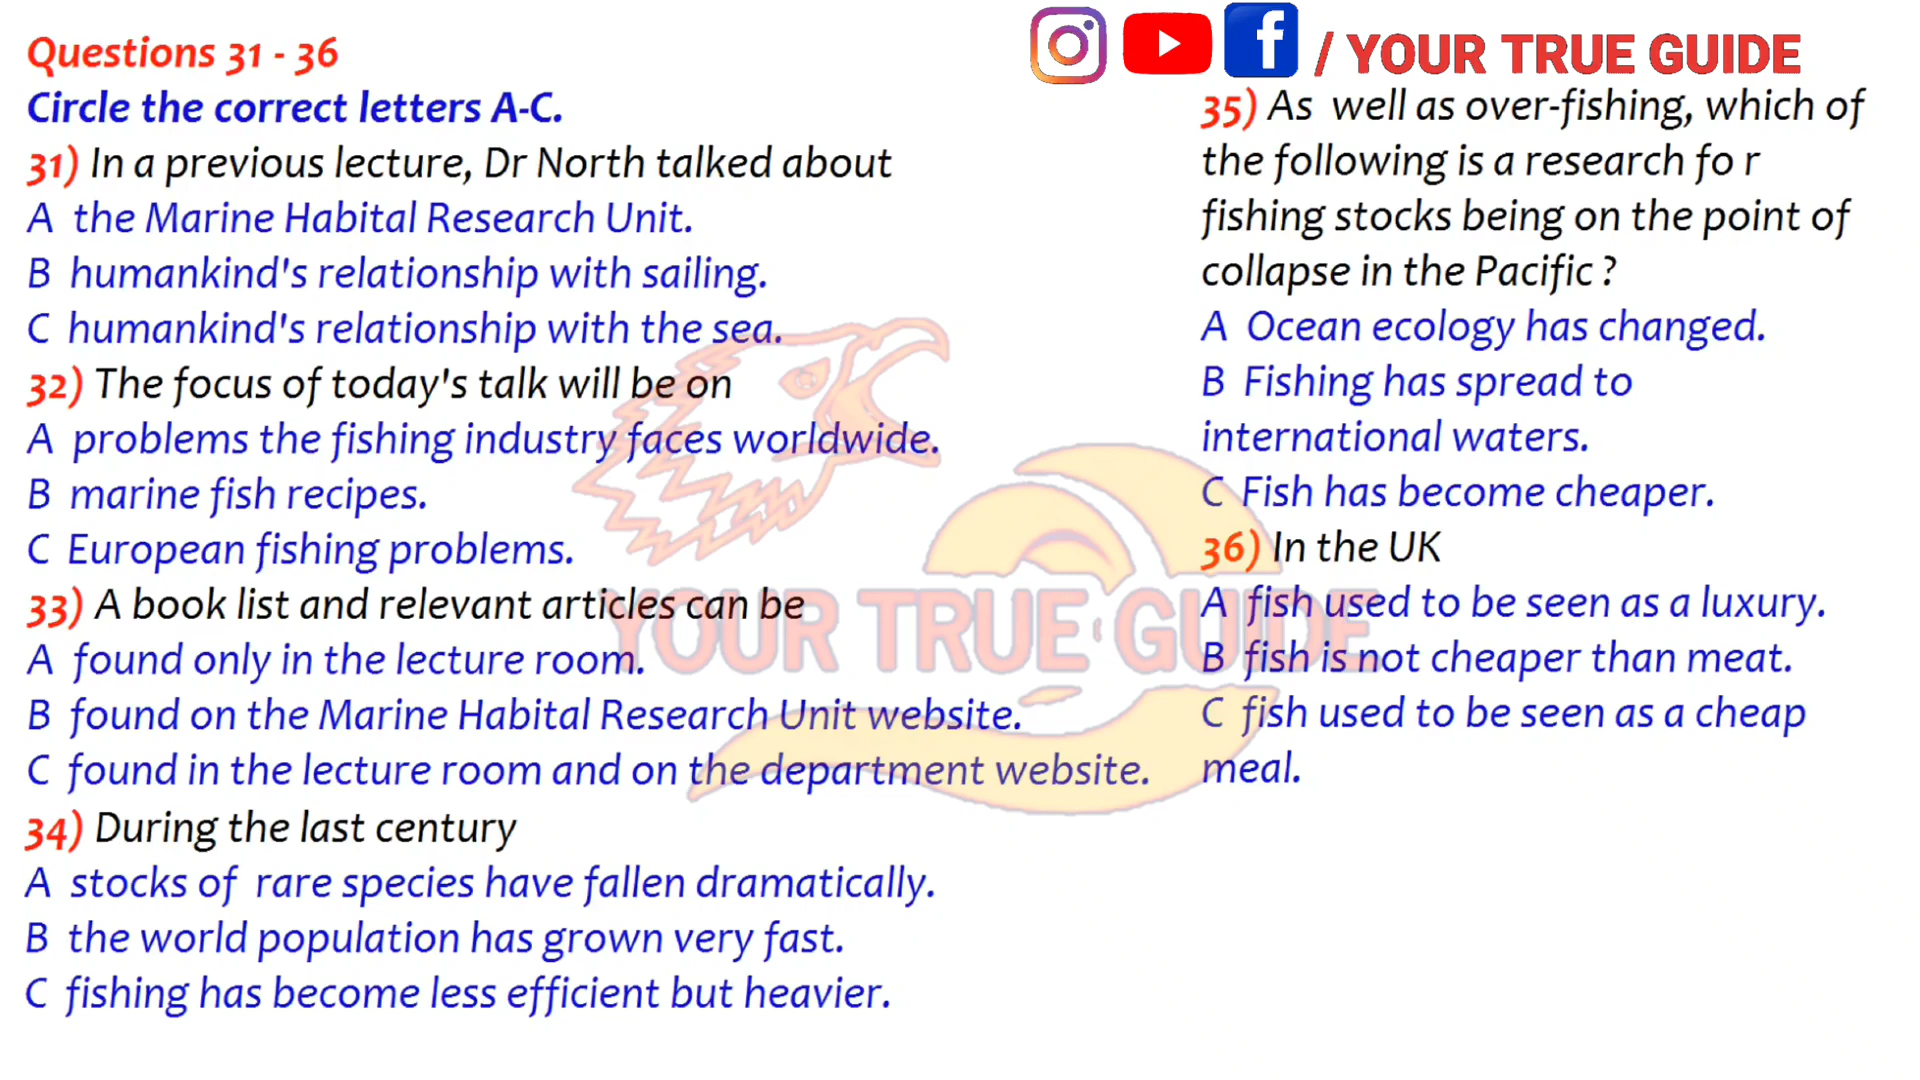 Questions 31 - 36
Circle the correct letters A-C.
31) In a previous lecture, Dr North talked about
A the Marine Habital Research Unit.
B humankind's relationship with sailing.
C humankind's relationship with the sea.
32) The focus of today's talk will be on
A problems the fishing industry faces worldwide.
B marine fish recipes.
C European fishing problems.
33) A book list and relevant articles can be
A found only in the lecture room.
B found on the Marine Habital Research Unit website.
C found in the lecture room and on the department website.
34) During the last century
A stocks of rare species have fallen dramatically.
B the world population has grown very fast.
C fishing has become less efficient but heavier.
/ YOUR TRUE GUIDE
35) As well as over-fishing, which of
the following is a research fo r
fishing stocks being on the point of
collapse in the Pacific ?
A Ocean ecology has changed.
B Fishing has spread to
international waters.
C Fish has become cheaper.
36) In the UK
A fish used to be seen as a luxury.
B fish is not cheaper than meat.
C fish used to be seen as a cheap
meal.
YOUR TRUE GUIDE